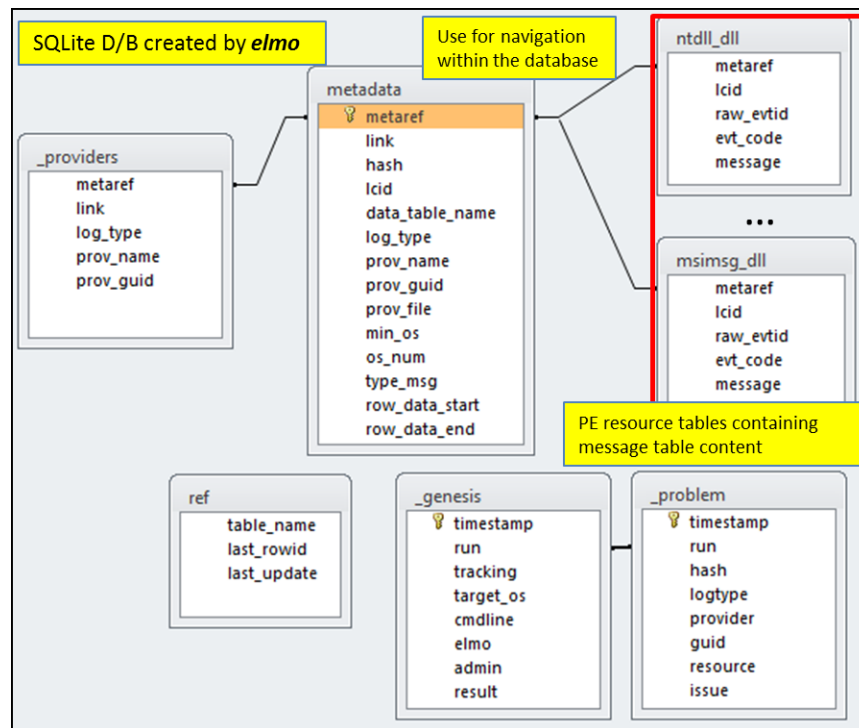 SQLite D/B created by elmo
Use for navigation
within the database
_providers
metaref
link
log_type
prov_name
prov_guid
metadata
metaref
link
hash
lcid
data_table_name
log_type
prov_name
prov_guid
prov_file
min_os
os_num
type_msg
row_data_start
row_data_end
ntdll_dll
metaref
lcid
raw_evtid
evt_code
message
...
msimsg_dll
metaref
lcid
raw_evtid
evt_code
message
PE resource tables containing
message table content
ref
table_name
last_rowid
last_update
_genesis
timestamp
run
tracking
target_os
cmdline
elmo
admin
result
_problem
timestamp
run
hash
logtype
provider
guid
resource
issue